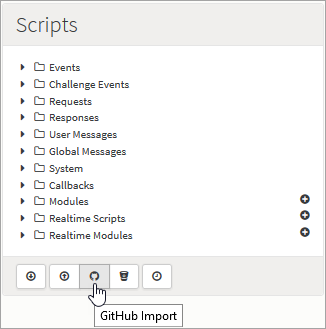 Scripts
Events
Challenge Events
Requests
Responses
User Messages
Global Messages
System
Callbacks
Modules
Realtime Scripts
Realtime Modules
GitHub Import